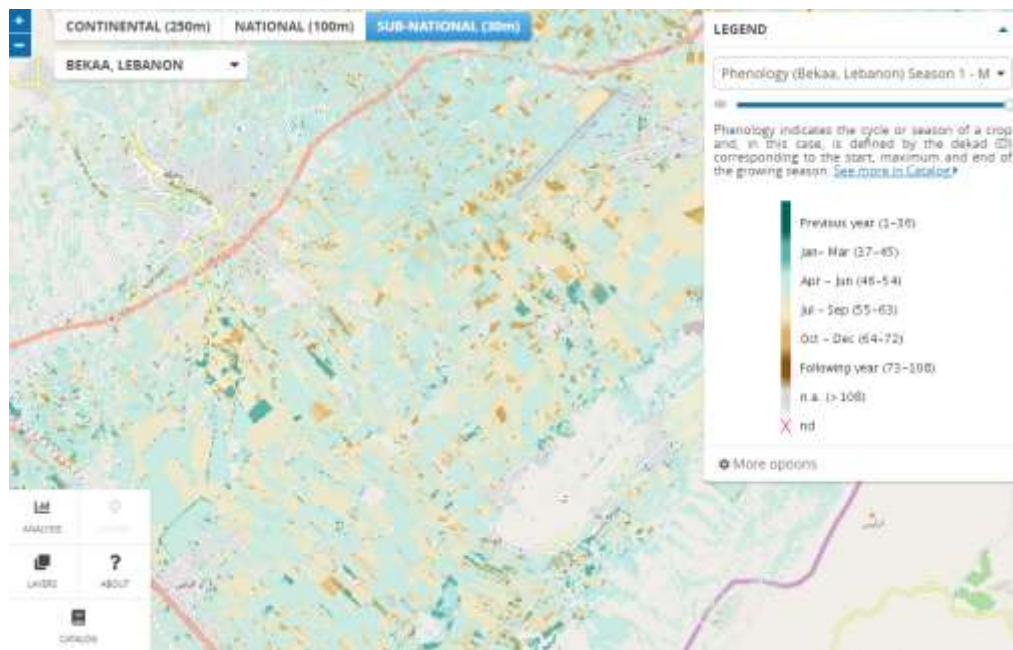 +
−
CONTINENTAL (250m)
NATIONAL (100m)
SUB-NATIONAL (30m)
BEKAA, LEBANON
LEGEND
Phenology (Bekaa, Lebanon) Season 1 - M
Phenology indicates the cycle or season of a crop
and, in this case, is defined by the dekad (D)
corresponding to the start, maximum and end of
the growing season. See more in Catalog
Previous year (1–36)
Jan– Mar (37–45)
Apr – Jun (46–54)
Jul – Sep (55–63)
Oct – Dec (64–72)
Following year (73–108)
n.a. (> 108)
X nd
More options
ANALYSE
LAYERS
?
ABOUT
CATALOG